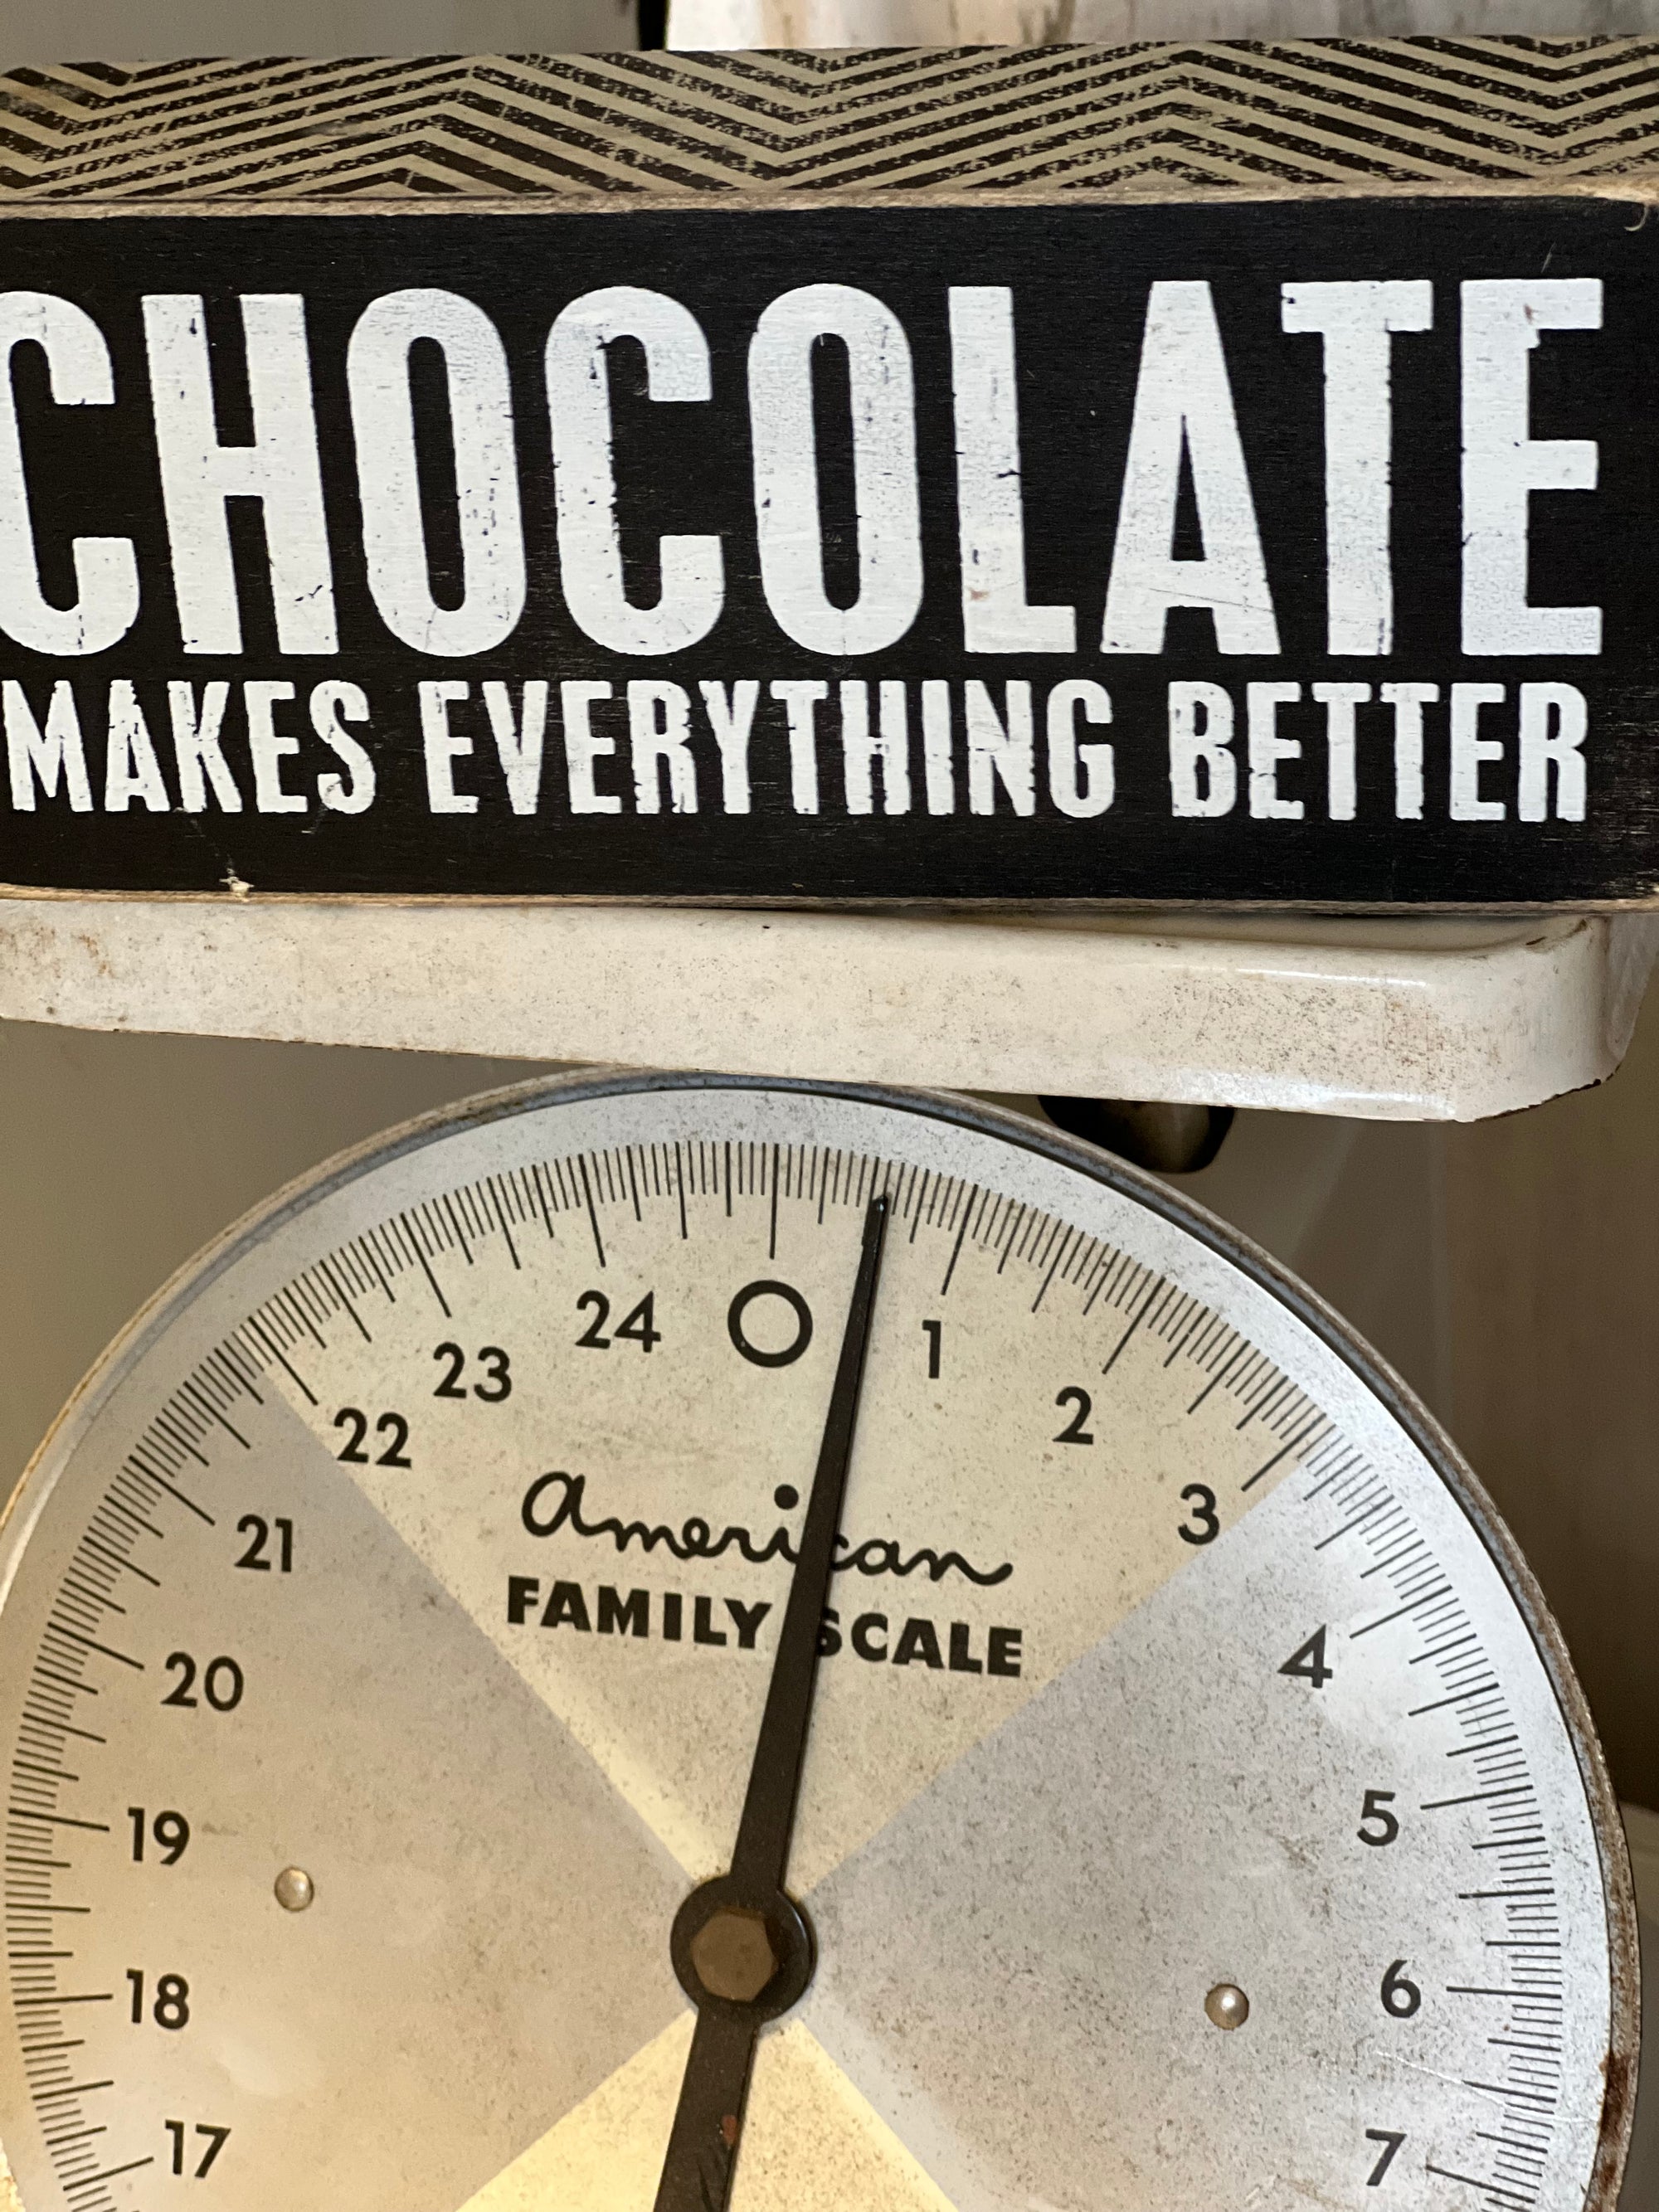 CHOCOLATE
MAKES EVERYTHING BETTER
24 0 1
23 2
22 3
American
FAMILY SCALE
21 4
20 5
19 6
18 7
17